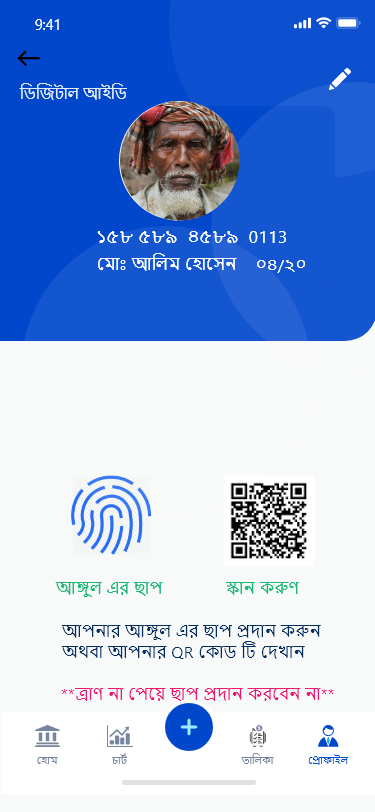 9:41
ডিজিটাল আইডি
১৫৮ ৫৮৯ ৪৫৮৯ 0113
মোঃ আলিম হোসেন ০৪/২০
আঙ্গুল এর ছাপ
স্কান করুণ
আপনার আঙ্গুল এর ছাপ প্রদান করুন
অথবা আপনার QR কোড টি দেখান
**ত্রাণ না পেয়ে ছাপ প্রদান করবেন না**
হোম
চার্ট
তালিকা
প্রোফাইল